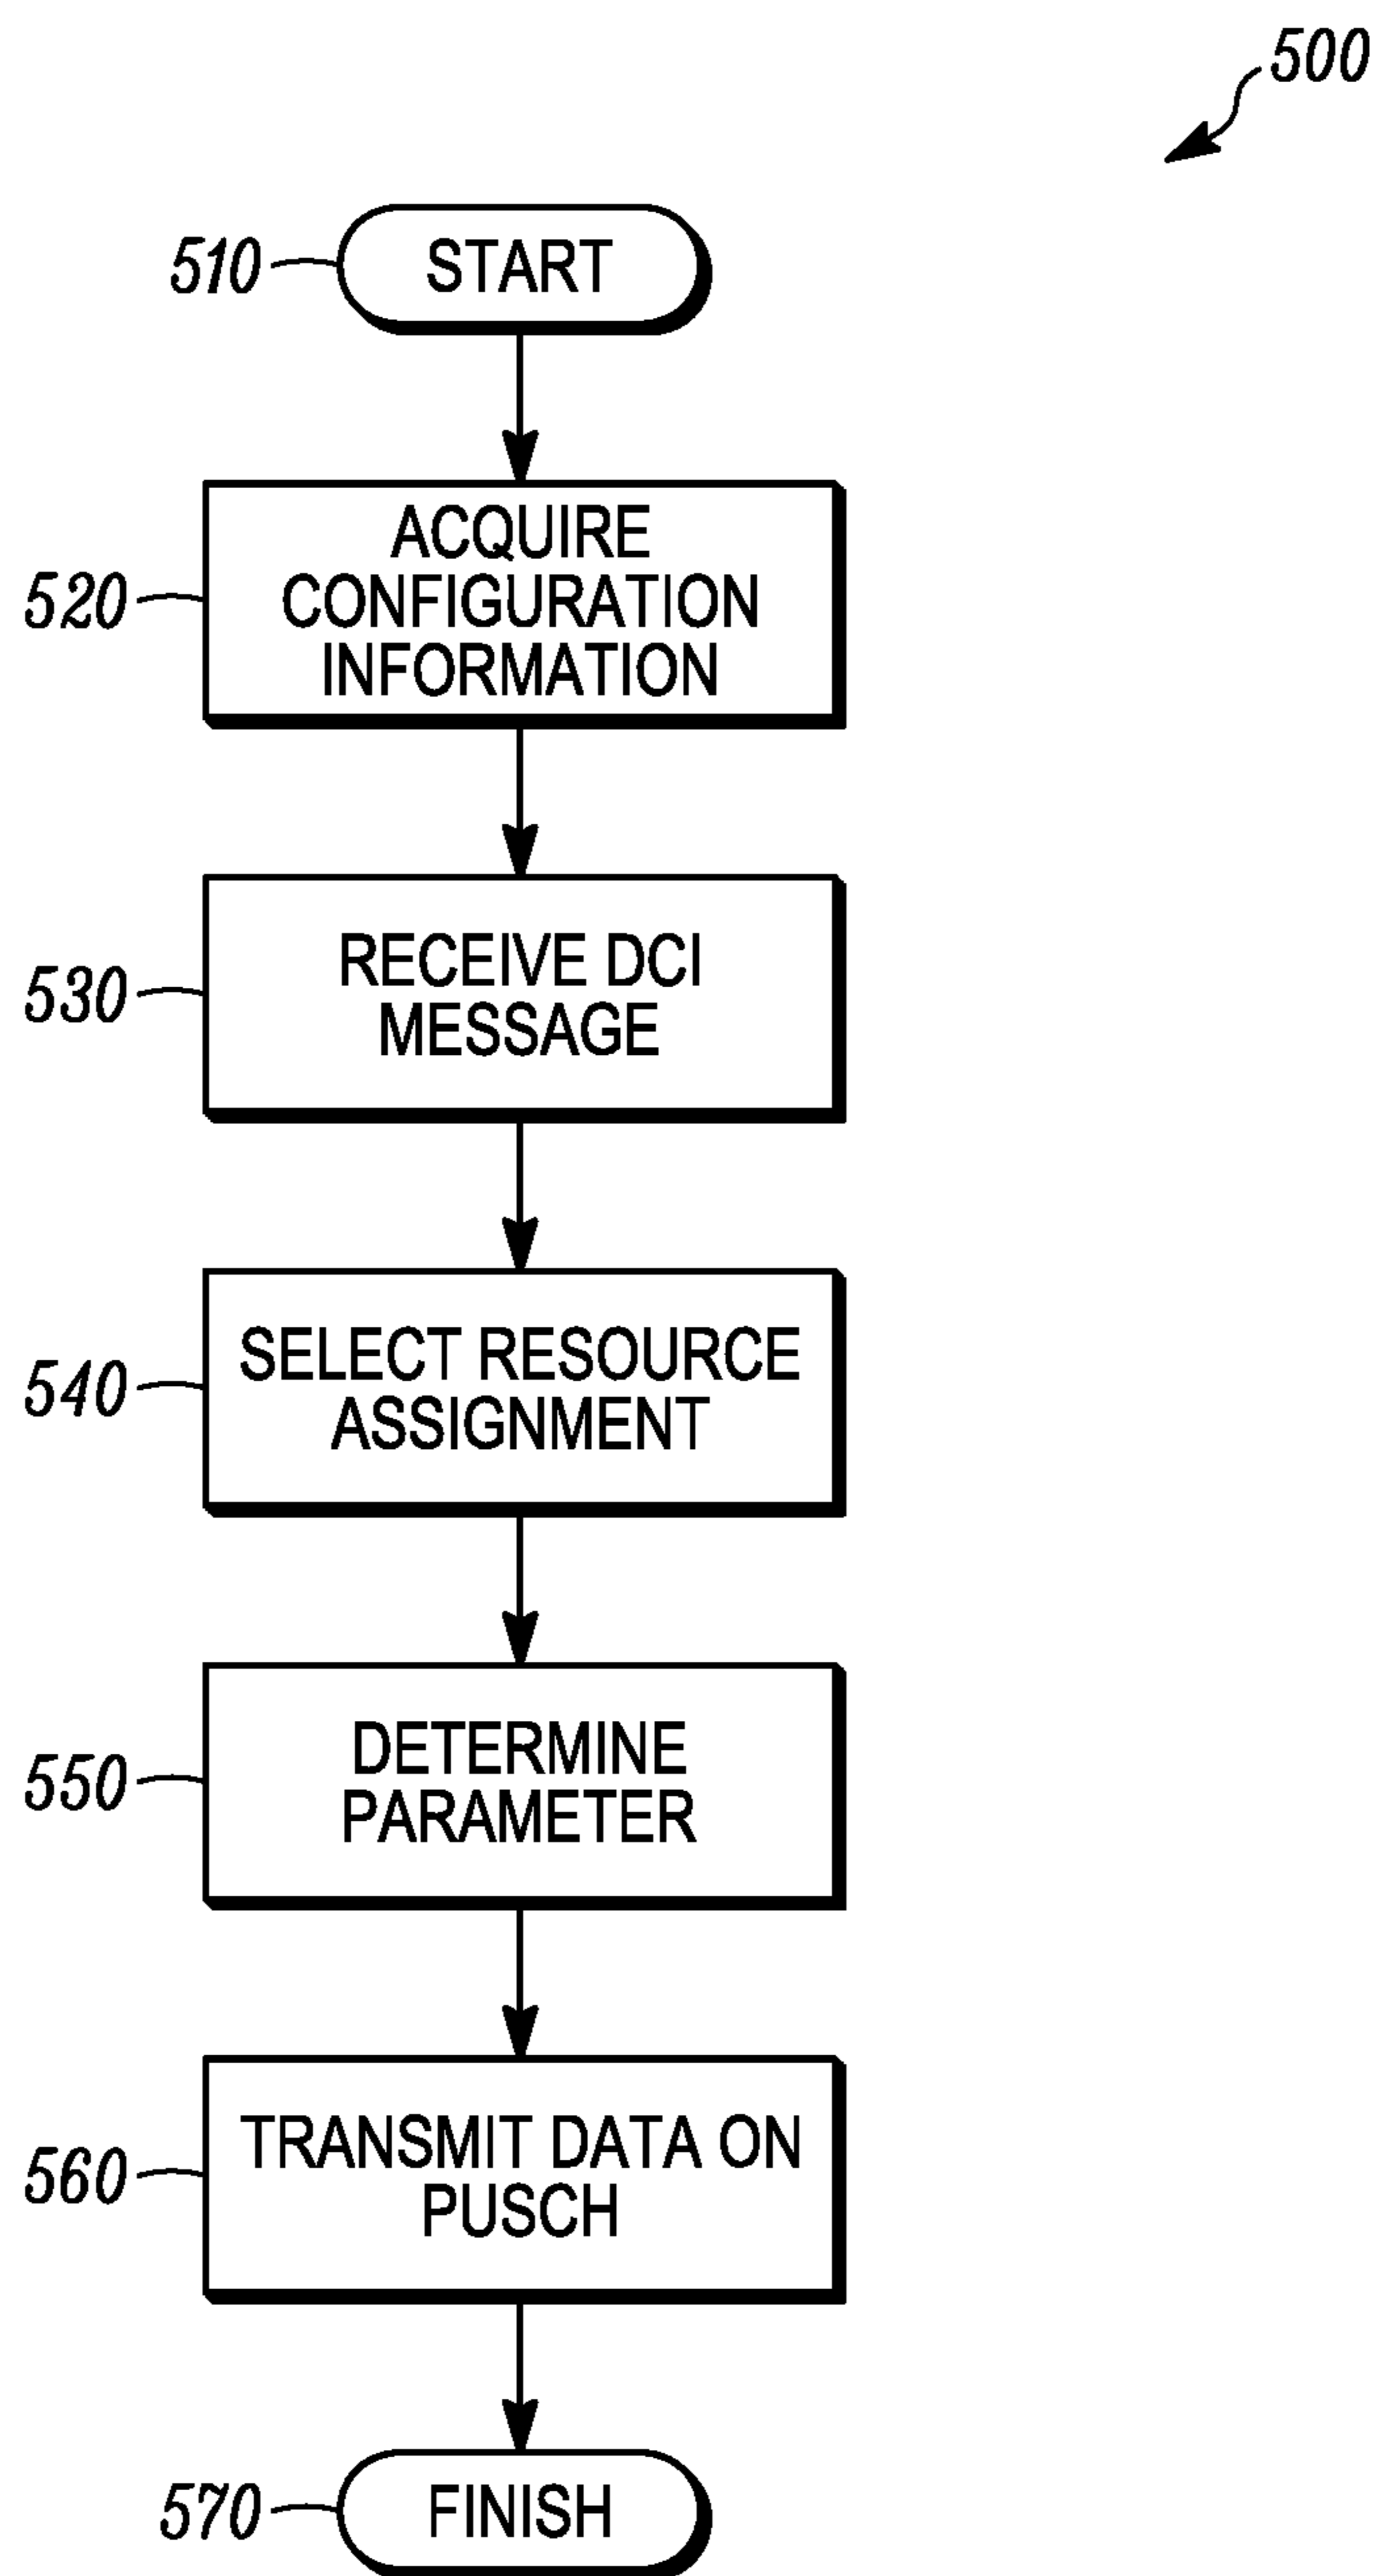 500
510
START
520
ACQUIRE
CONFIGURATION
INFORMATION
530
RECEIVE DCI
MESSAGE
540
SELECT RESOURCE
ASSIGNMENT
550
DETERMINE
PARAMETER
560
TRANSMIT DATA ON
PUSCH
570
FINISH